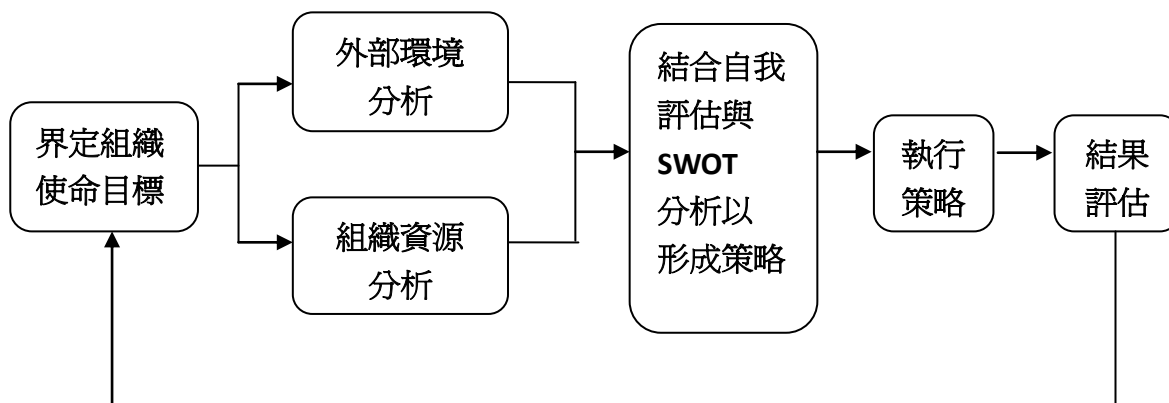 界定組織
使命目標
外部環境
分析
組織資源
分析
結合自我
評估與
SWOT
分析以
形成策略
執行
策略
結果
評估